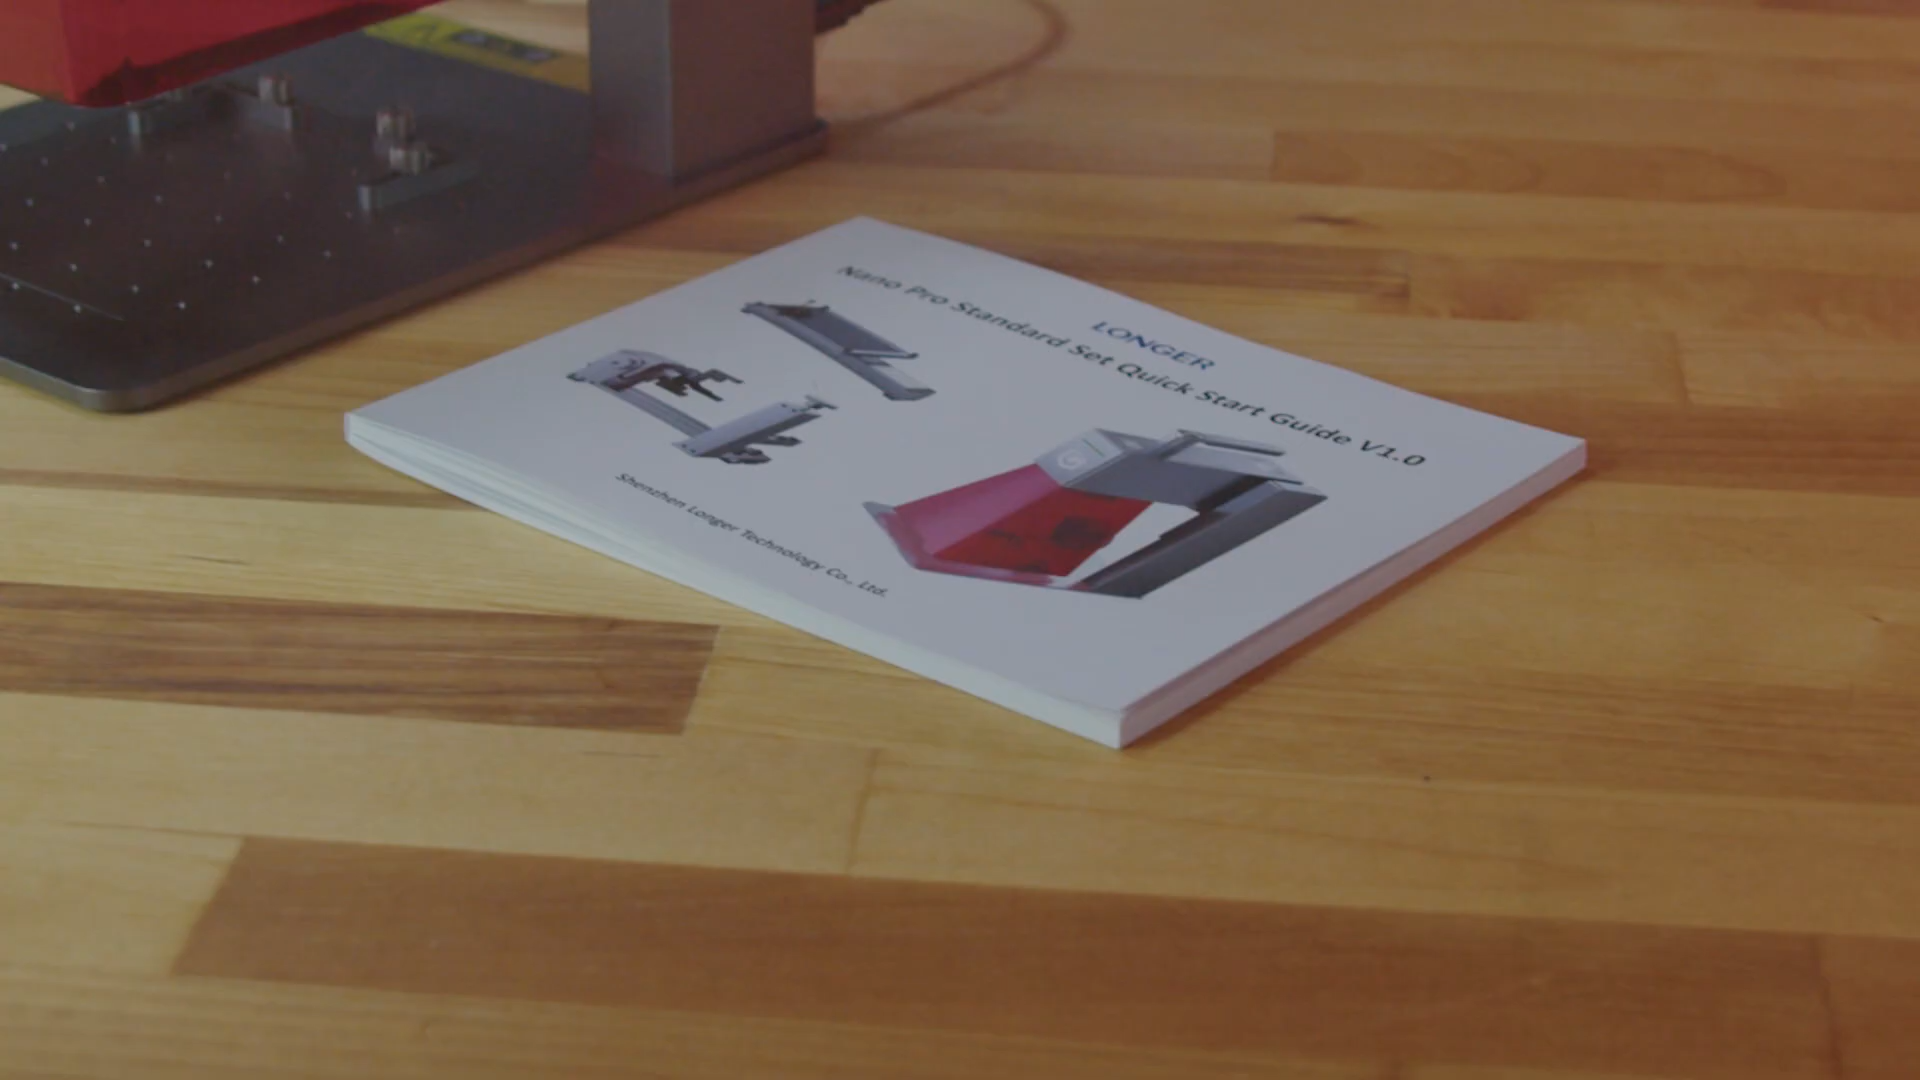 LONGER
Nano Pro Standard Set Quick Start Guide V1.0
Shenzhen Longer Technology Co., Ltd.